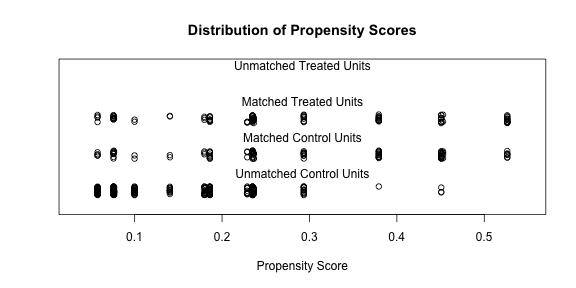 Distribution of Propensity Scores
Unmatched Treated Units
Matched Treated Units
Matched Control Units
Unmatched Control Units
0.1 0.2 0.3 0.4 0.5
Propensity Score